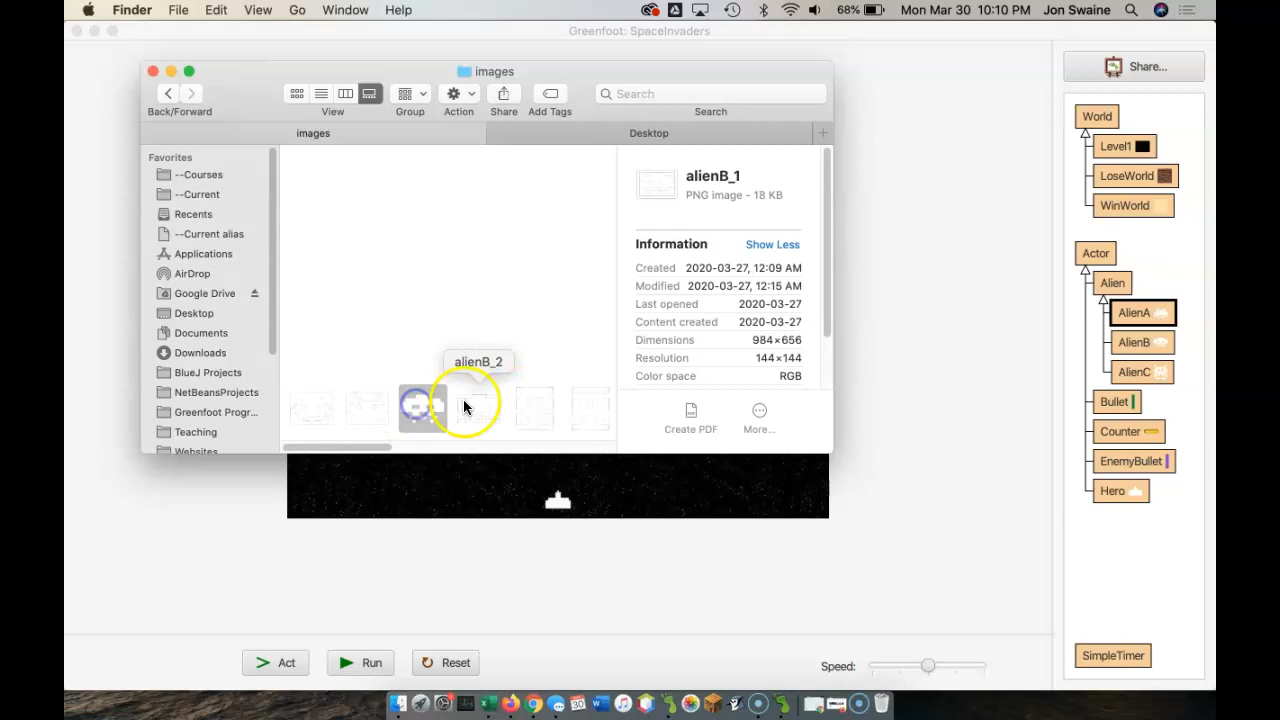 Finder File Edit View Go Window Help 68% Mon Mar 30 10:10 PM Jon Swaine
Greenfoot: SpaceInvaders
images
Back/Forward View Group Action Share Add Tags Search
Search
images Desktop
Favorites
--Courses
--Current
Recents
--Current alias
Applications
AirDrop
Google Drive
Desktop
Documents
Downloads
BlueJ Projects
NetBeansProjects
Greenfoot Progr...
Teaching
Websites
alienB_2
alienB_1
PNG image - 18 KB
Information Show Less
Created 2020-03-27, 12:09 AM
Modified 2020-03-27, 12:15 AM
Last opened 2020-03-27
Content created 2020-03-27
Dimensions 984×656
Resolution 144×144
Color space RGB
Create PDF More...
Share...
World
Level1
LoseWorld
WinWorld
Actor
Alien
AlienA
AlienB
AlienC
Bullet
Counter
EnemyBullet
Hero
SimpleTimer
Act Run Reset Speed: